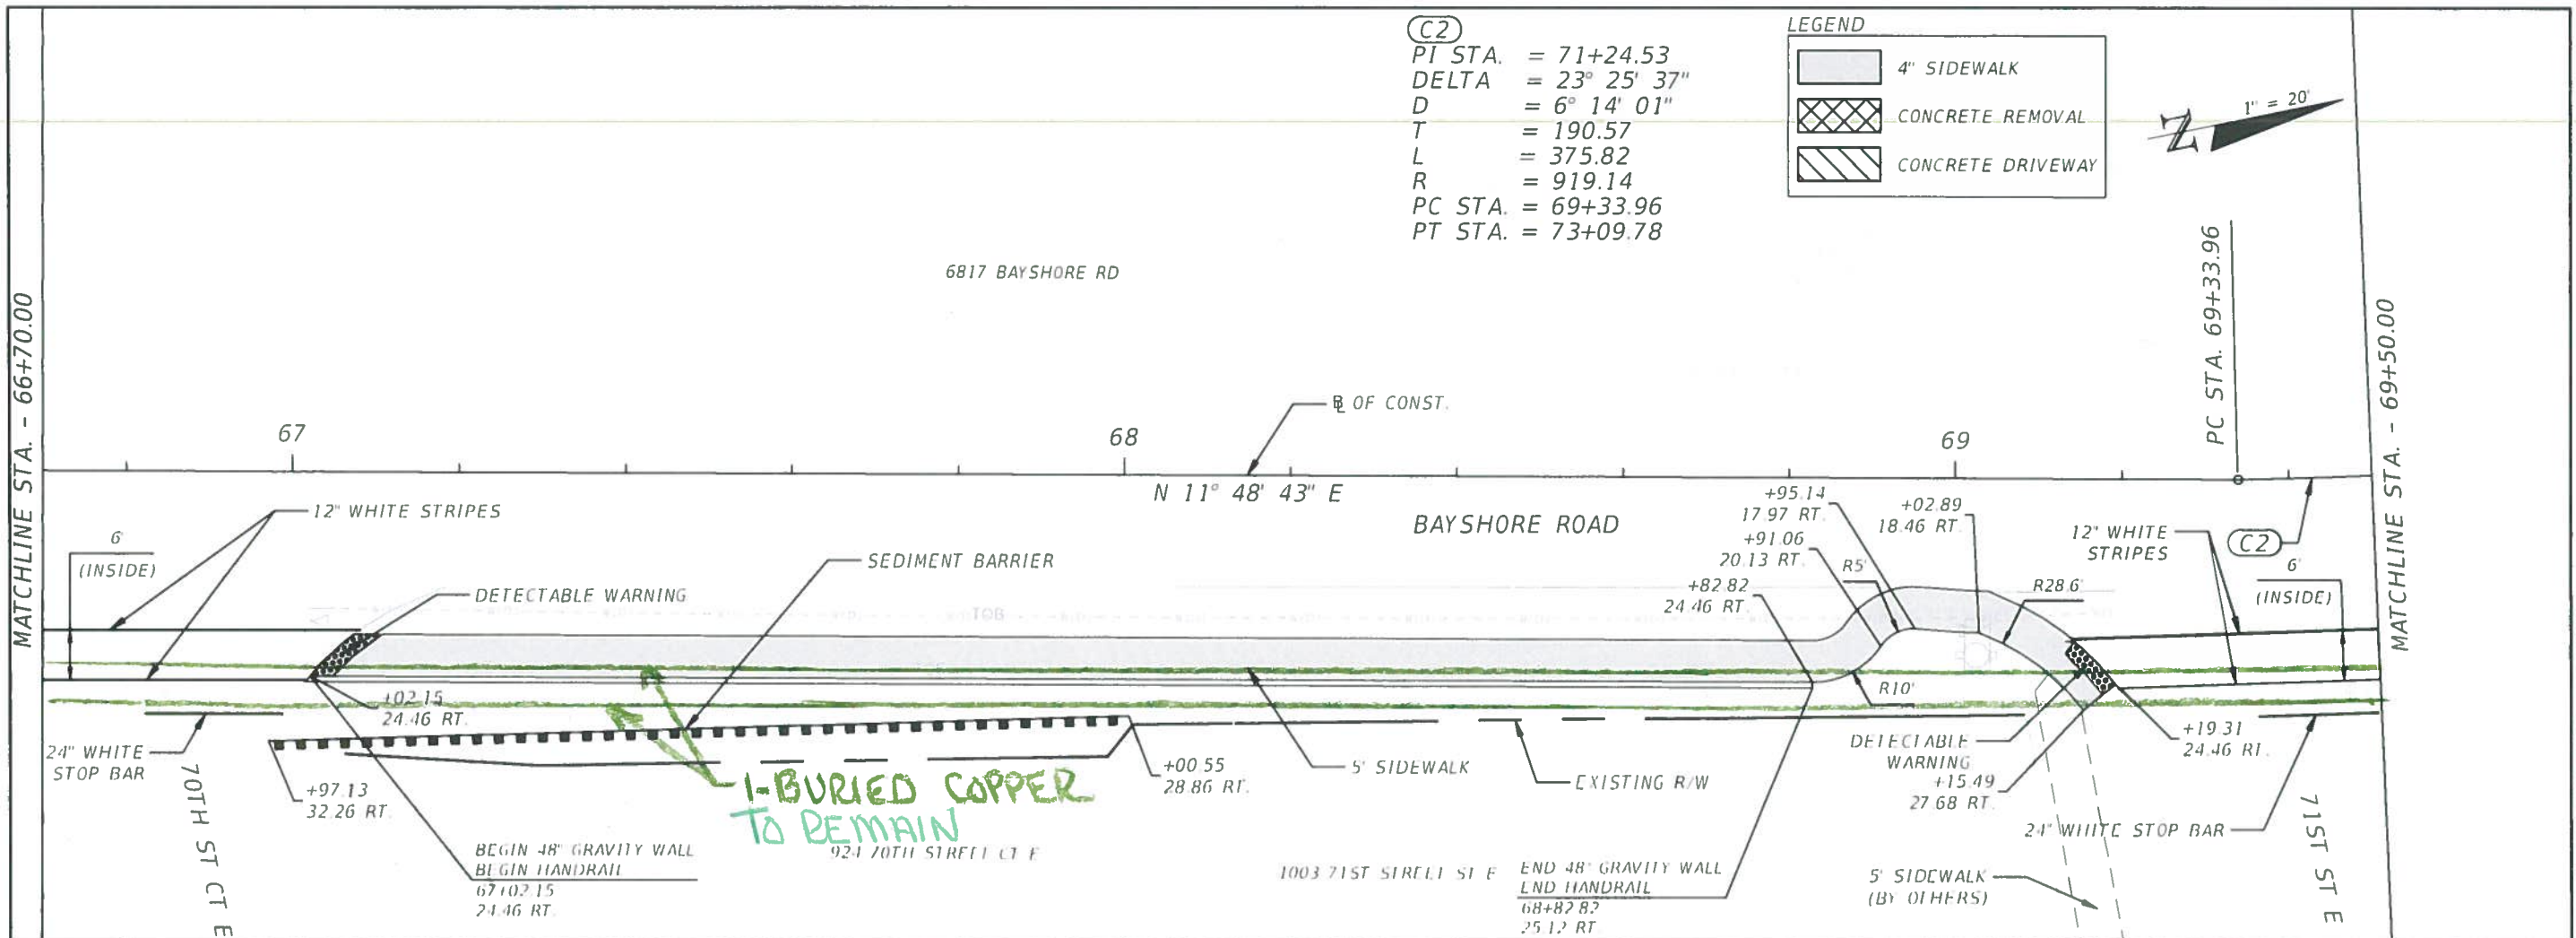 C2
PI STA. = 71+24.53
DELTA = 23° 25' 37"
D = 6° 14' 01"
T = 190.57
L = 375.82
R = 919.14
PC STA. = 69+33.96
PT STA. = 73+09.78
LEGEND
4" SIDEWALK
CONCRETE REMOVAL
CONCRETE DRIVEWAY
N
1" = 20'
6817 BAYSHORE RD
MATCHLINE STA. - 66+70.00
PC STA. 69+33.96
MATCHLINE STA. - 69+50.00
BL OF CONST.
67
68
69
N 11° 48' 43" E
BAYSHORE ROAD
12" WHITE STRIPES
6'
(INSIDE)
DETECTABLE WARNING
SEDIMENT BARRIER
+95.14
17.97 RT.
+91.06
20.13 RT.
+82.82
24.46 RT.
R5'
+02.89
18.46 RT.
R28.6'
12" WHITE
STRIPES
C2
6'
(INSIDE)
+02.15
24.46 RT.
R10'
24" WHITE
STOP BAR
+97.13
32.26 RT.
70TH ST CT E
1-BURIED COPPER
TO REMAIN
+00.55
28.86 RT.
5' SIDEWALK
EXISTING R/W
DETECTABLE
WARNING
+15.49
27.68 RT.
+19.31
24.46 RT.
24" WHITE STOP BAR
71ST ST E
BEGIN 48" GRAVITY WALL
BEGIN HANDRAIL
67+02.15
24.46 RT.
924 70TH STREET CT E
1003 71ST STREET ST E
END 48" GRAVITY WALL
END HANDRAIL
68+82.82
25.12 RT.
5' SIDEWALK
(BY OTHERS)